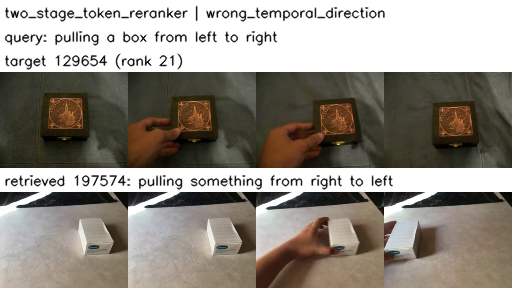 two_stage_token_reranker | wrong_temporal_direction
query: pulling a box from left to right
target 129654 (rank 21)
retrieved 197574: pulling something from right to left